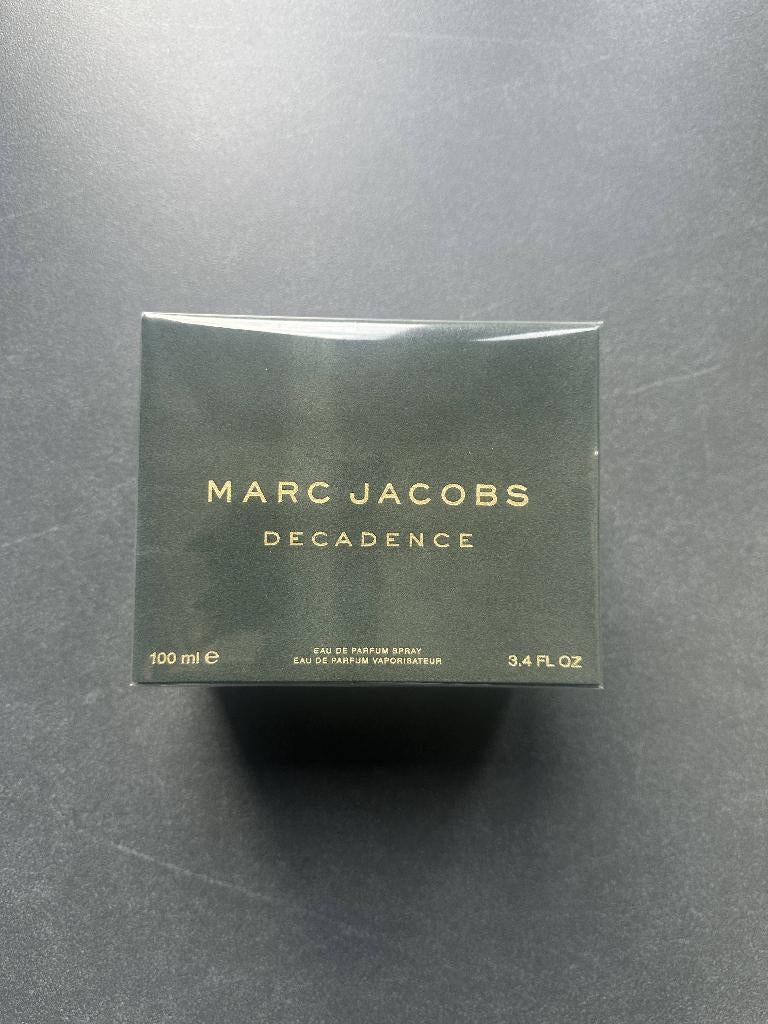 MARC JACOBS
DECADENCE
100 ml ℮
EAU DE PARFUM SPRAY
EAU DE PARFUM VAPORISATEUR
3.4 FL OZ